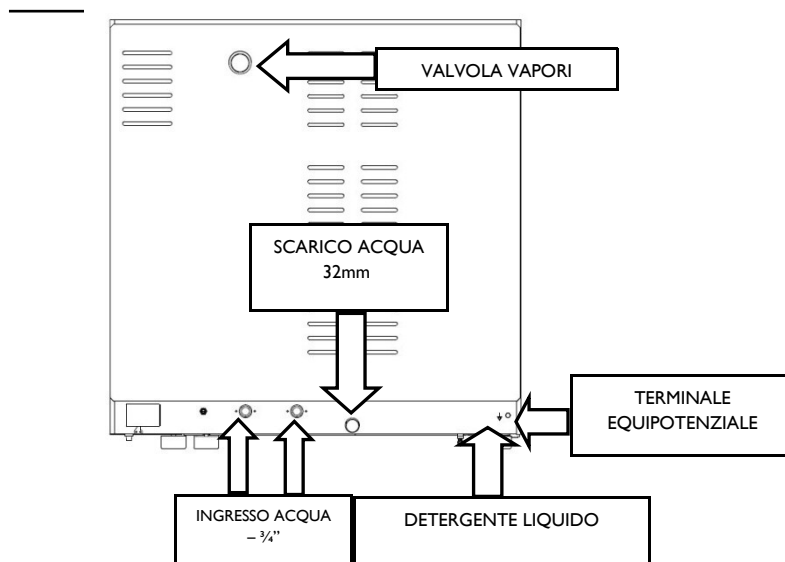 VALVOLA VAPORI
SCARICO ACQUA
32mm
TERMINALE
EQUIPOTENZIALE
INGRESSO ACQUA
– ¾”
DETERGENTE LIQUIDO